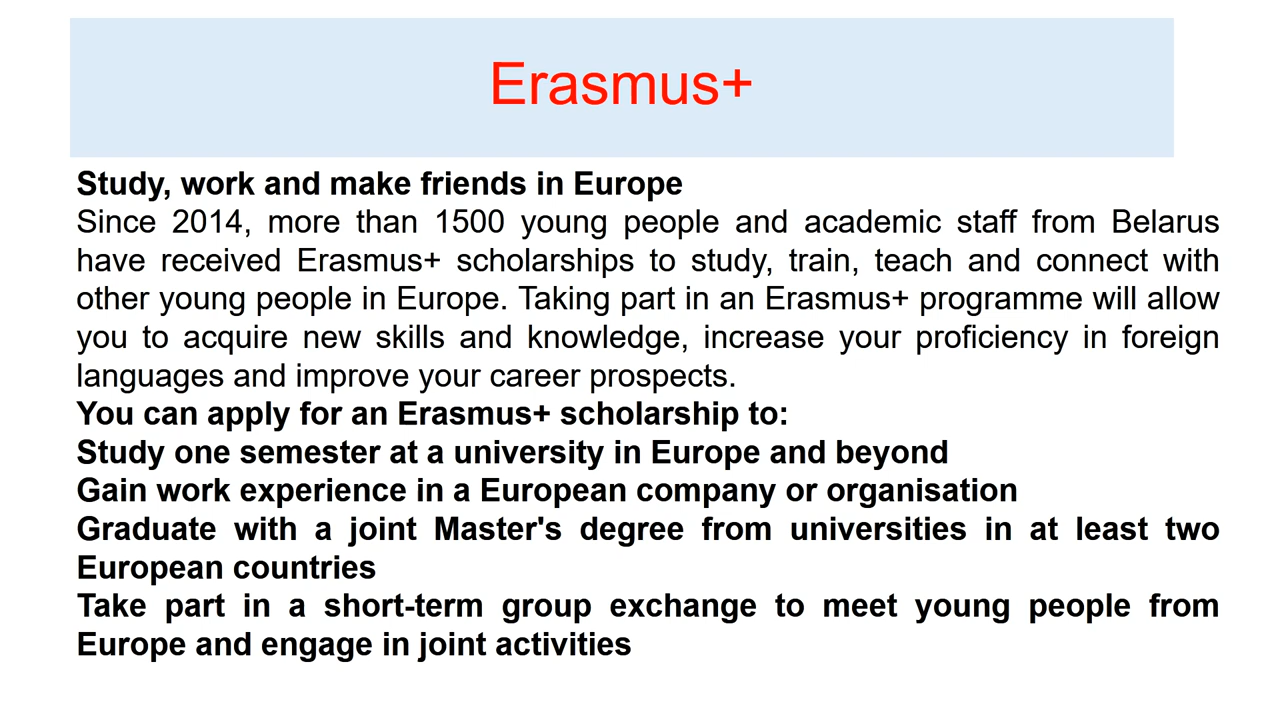 Erasmus+
Study, work and make friends in Europe
Since 2014, more than 1500 young people and academic staff from Belarus
have received Erasmus+ scholarships to study, train, teach and connect with
other young people in Europe. Taking part in an Erasmus+ programme will allow
you to acquire new skills and knowledge, increase your proficiency in foreign
languages and improve your career prospects.
You can apply for an Erasmus+ scholarship to:
Study one semester at a university in Europe and beyond
Gain work experience in a European company or organisation
Graduate with a joint Master's degree from universities in at least two
European countries
Take part in a short-term group exchange to meet young people from
Europe and engage in joint activities